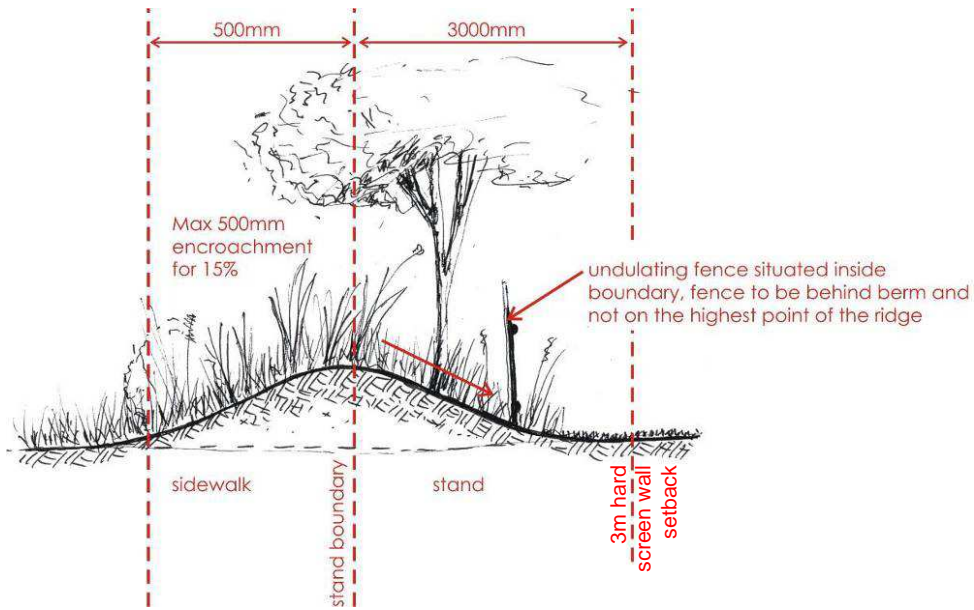 500mm
3000mm
Max 500mm
encroachment
for 15%
undulating fence situated inside
boundary, fence to be behind berm and
not on the highest point of the ridge
sidewalk
stand boundary
stand
3m hard
screen wall
setback